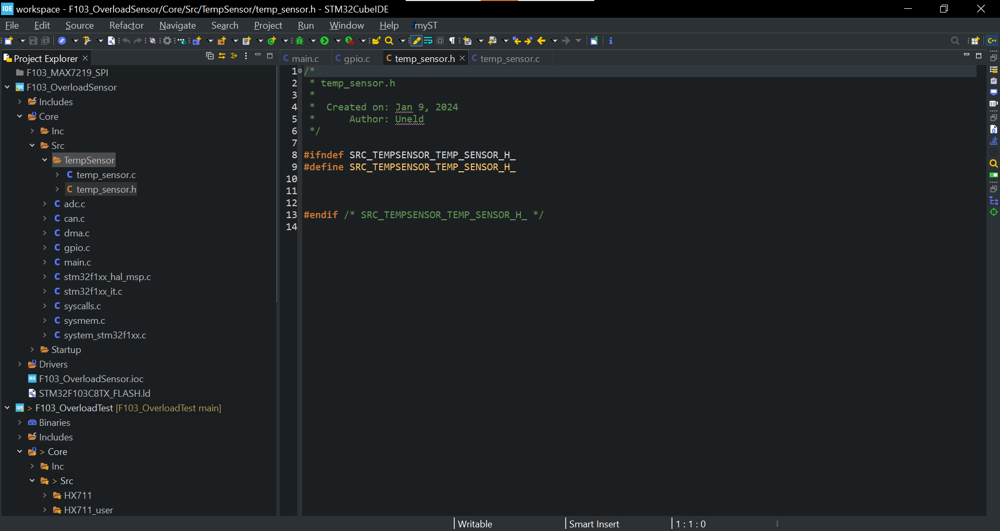 IDE workspace - F103_OverloadSensor/Core/Src/TempSensor/temp_sensor.h - STM32CubeIDE
File Edit Source Refactor Navigate Search Project Run Window Help myST
Project Explorer
main.c gpio.c temp_sensor.h temp_sensor.c
F103_MAX7219_SPI
F103_OverloadSensor
Includes
Core
Inc
Src
TempSensor
temp_sensor.c
temp_sensor.h
adc.c
can.c
dma.c
gpio.c
main.c
stm32f1xx_hal_msp.c
stm32f1xx_it.c
syscalls.c
sysmem.c
system_stm32f1xx.c
Startup
Drivers
F103_OverloadSensor.ioc
STM32F103C8TX_FLASH.ld
> F103_OverloadTest [F103_OverloadTest main]
Binaries
Includes
> Core
Inc
> Src
HX711
HX711_user
1 /*
2  * temp_sensor.h
3  *
4  *  Created on: Jan 9, 2024
5  *      Author: Uneld
6  */
7
8 #ifndef SRC_TEMPSENSOR_TEMP_SENSOR_H_
9 #define SRC_TEMPSENSOR_TEMP_SENSOR_H_
10
11
12
13 #endif /* SRC_TEMPSENSOR_TEMP_SENSOR_H_ */
14
Writable Smart Insert 1 : 1 : 0